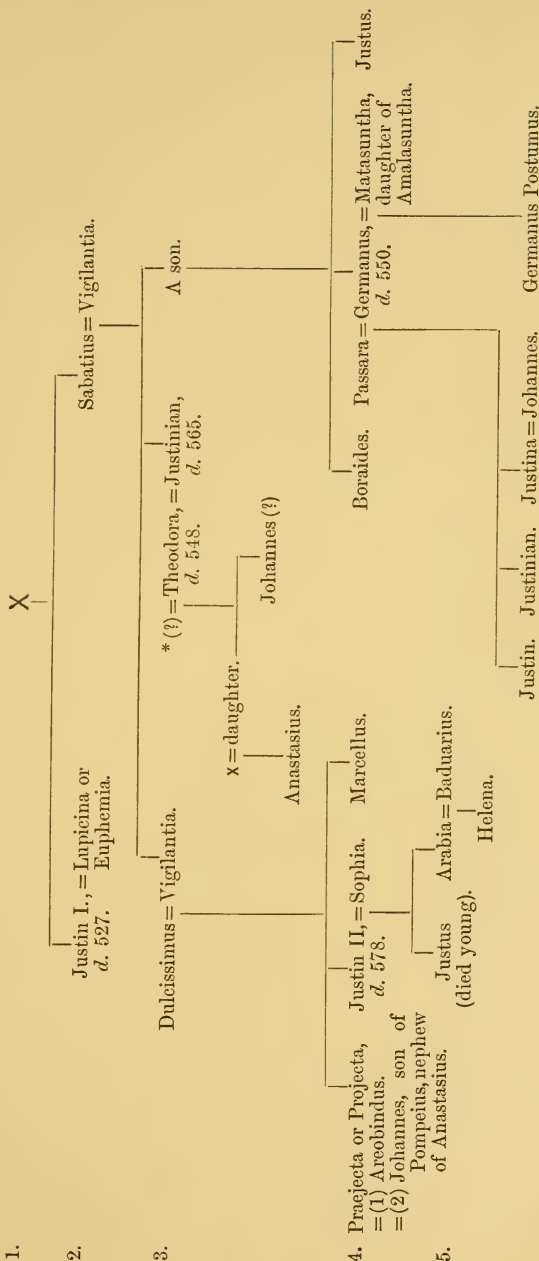 1.
X
2.
Justin I., = Lupicina or
d. 527. Euphemia.
Sabatius = Vigilantia.
3.
Dulcissimus = Vigilantia.
* (?) = Theodora, = Justinian,
d. 548. d. 565.
A son.
X = daughter.
Johannes (?)
Anastasius.
4.
Praejecta or Projecta,
= (1) Areobindus.
= (2) Johannes, son of
Pompeius, nephew
of Anastasius.
Justin II, = Sophia.
d. 578.
Marcellus.
Boraides.
Passara = Germanus, = Matasuntha,
d. 550. daughter of
Amalasuntha.
Justus.
5.
Justus
(died young).
Arabia = Baduarius.
Helena.
Justin.
Justinian.
Justina = Johannes.
Germanus Postumus.